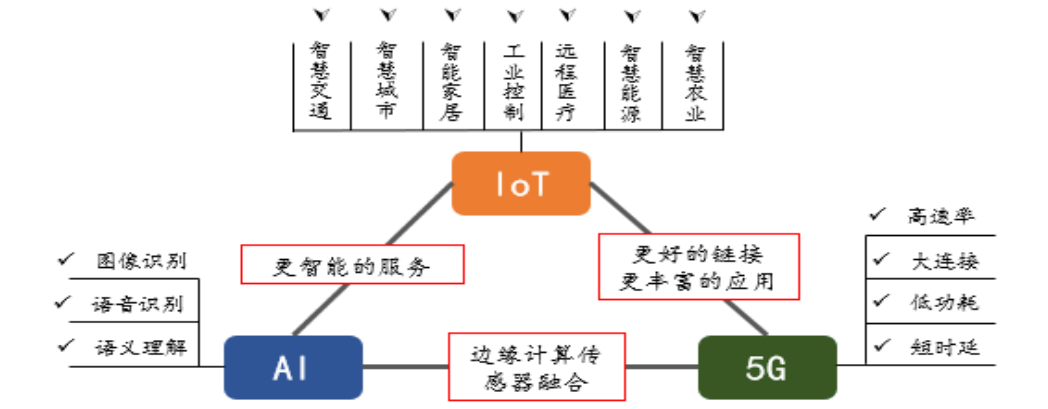 智慧交通
智慧城市
智能家居
工业控制
远程医疗
智慧能源
智慧农业
IoT
更智能的服务
更好的链接
更丰富的应用
图像识别
语音识别
语义理解
AI
边缘计算传
感器融合
5G
高速率
大连接
低功耗
短时延